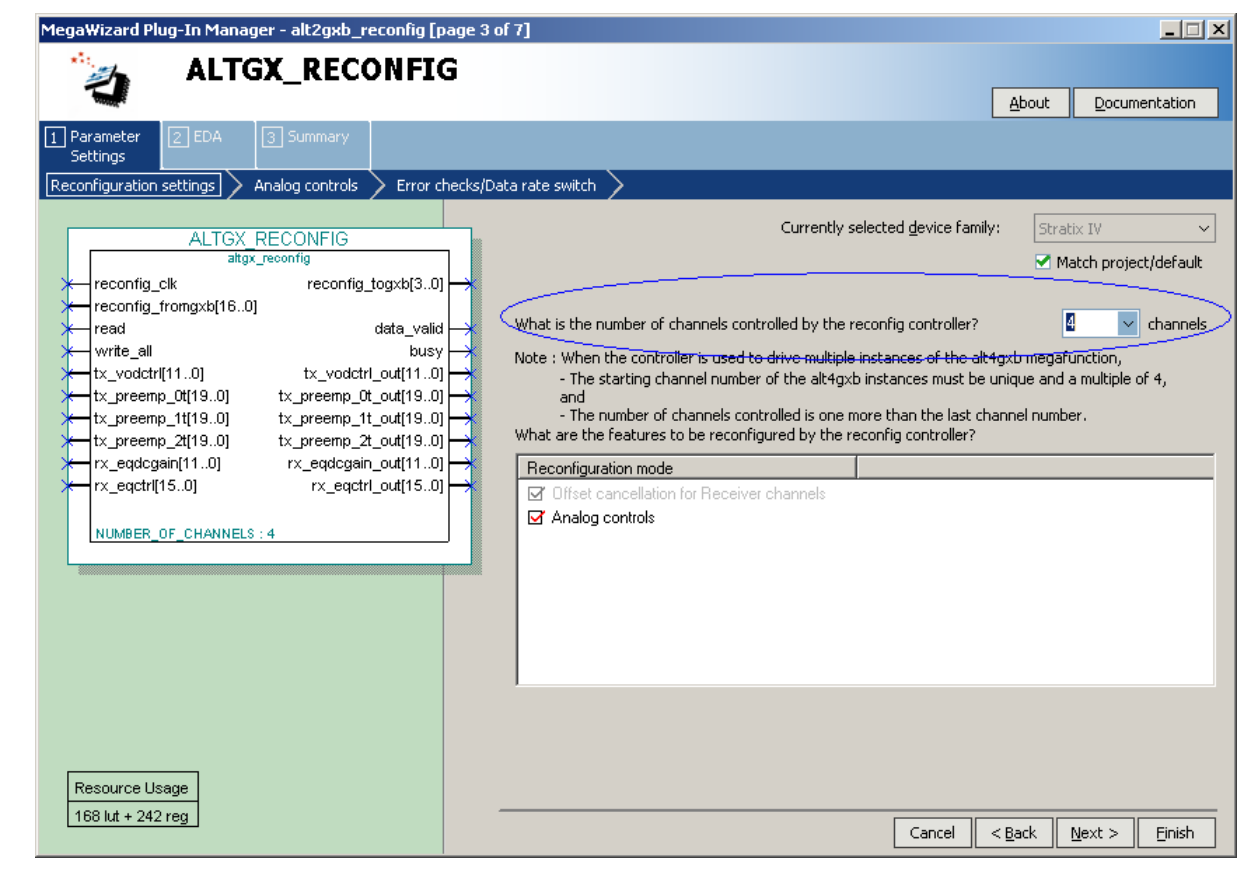 MegaWizard Plug-In Manager - alt2gxb_reconfig [page 3 of 7]
ALTGX_RECONFIG
About
Documentation
1 Parameter Settings
2 EDA
3 Summary
Reconfiguration settings
Analog controls
Error checks/Data rate switch
ALTGX_RECONFIG
altgx_reconfig
reconfig_clk reconfig_togxb[3..0]
reconfig_fromgxb[16..0]
read data_valid
write_all busy
tx_vodctrl[11..0] tx_vodctrl_out[11..0]
tx_preemp_0t[19..0] tx_preemp_0t_out[19..0]
tx_preemp_1t[19..0] tx_preemp_1t_out[19..0]
tx_preemp_2t[19..0] tx_preemp_2t_out[19..0]
rx_eqdcgain[11..0] rx_eqdcgain_out[11..0]
rx_eqctrl[15..0] rx_eqctrl_out[15..0]
NUMBER_OF_CHANNELS : 4
Resource Usage
168 lut + 242 reg
Currently selected device family: Stratix IV
Match project/default
What is the number of channels controlled by the reconfig controller? 4 channels
Note : When the controller is used to drive multiple instances of the alt4gxb megafunction,
- The starting channel number of the alt4gxb instances must be unique and a multiple of 4,
and
- The number of channels controlled is one more than the last channel number.
What are the features to be reconfigured by the reconfig controller?
Reconfiguration mode
Offset cancellation for Receiver channels
Analog controls
Cancel
< Back
Next >
Finish